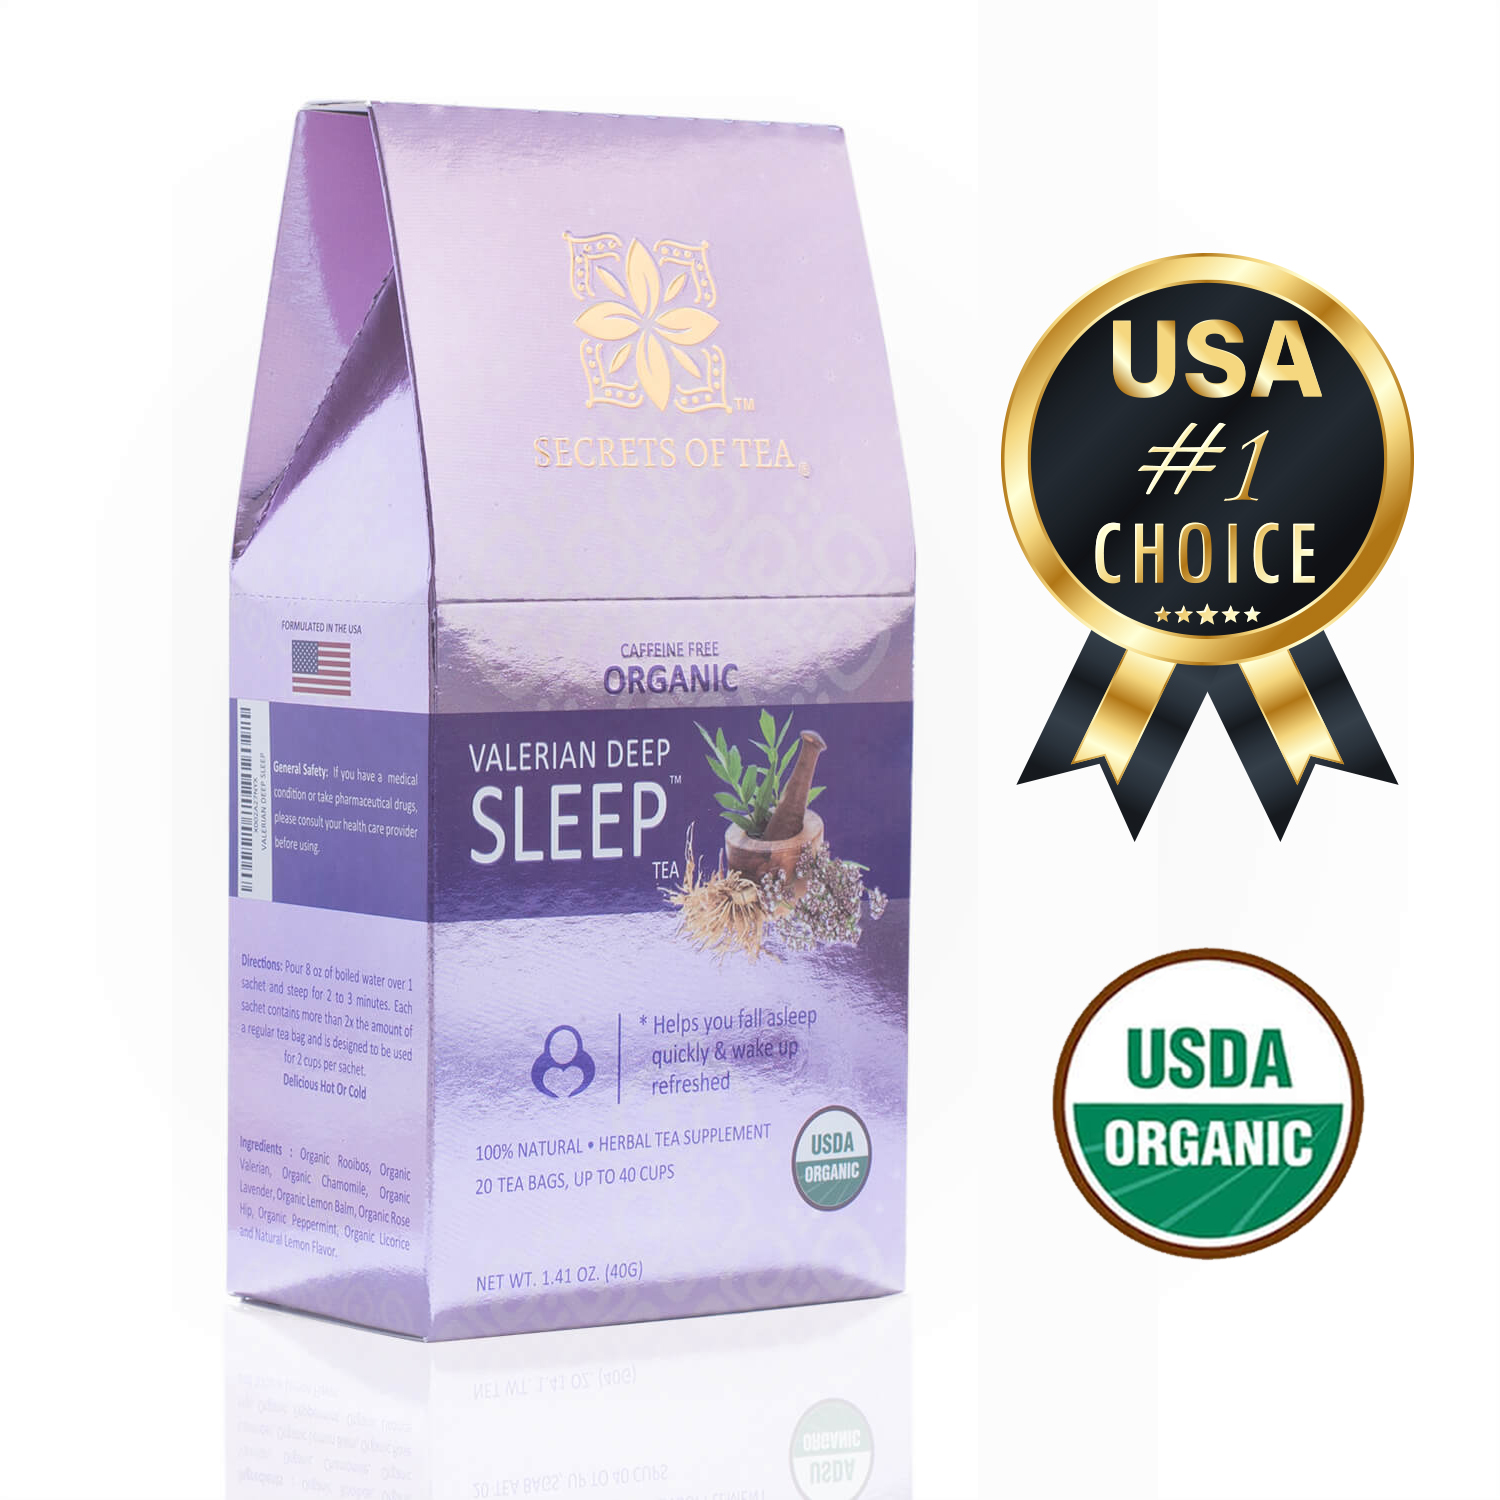 SECRETS OF TEA®
™
CAFFEINE FREE
ORGANIC
VALERIAN DEEP
SLEEP™
TEA
* Helps you fall asleep
quickly & wake up
refreshed
100% NATURAL • HERBAL TEA SUPPLEMENT
20 TEA BAGS, UP TO 40 CUPS
USDA
ORGANIC
NET WT. 1.41 OZ. (40G)
FORMULATED IN THE USA
VALERIAN DEEP SLEEP
General Safety: If you have a medical
condition or take pharmaceutical drugs,
please consult your health care provider
before using.
Directions: Pour 8 oz of boiled water over 1
sachet and steep for 2 to 3 minutes. Each
sachet contains more than 2x the amount of
a regular tea bag and is designed to be used
for 2 cups per sachet.
Delicious Hot Or Cold
Ingredients : Organic Rooibos, Organic
Valerian, Organic Chamomile, Organic
Lavender, Organic Lemon Balm, Organic Rose
Hip, Organic Peppermint, Organic Licorice
and Natural Lemon Flavor.
USA
#1
CHOICE
USDA
ORGANIC